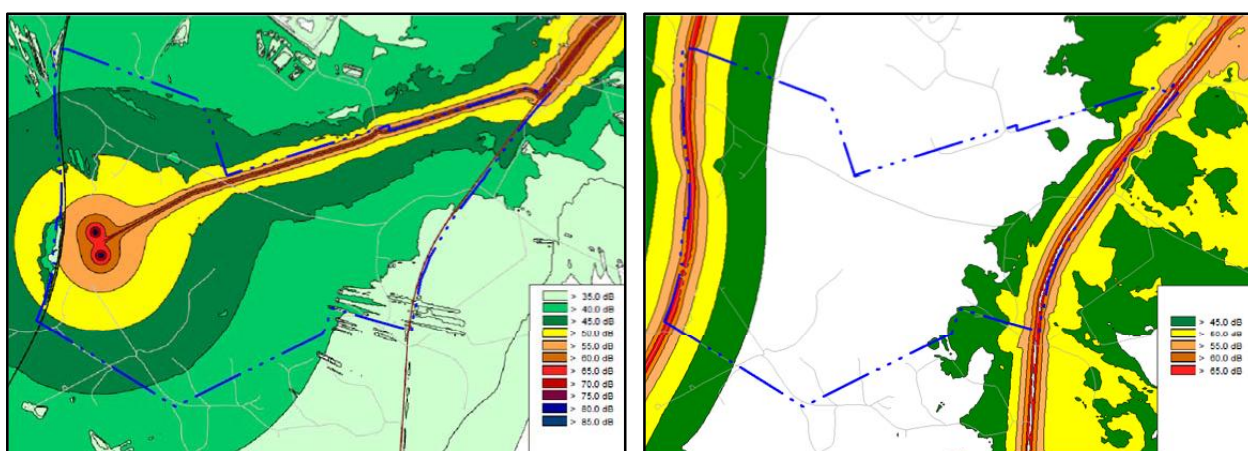 > 35.0 dB
> 40.0 dB
> 45.0 dB
> 50.0 dB
> 55.0 dB
> 60.0 dB
> 65.0 dB
> 70.0 dB
> 75.0 dB
> 80.0 dB
> 85.0 dB
> 45.0 dB
> 50.0 dB
> 55.0 dB
> 60.0 dB
> 65.0 dB